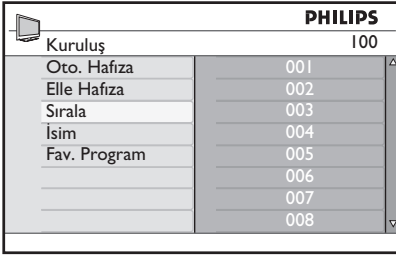 PHILIPS
Kuruluş 100
Oto. Hafıza 001
Elle Hafıza 002
Sırala 003
İsim 004
Fav. Program 005
006
007
008